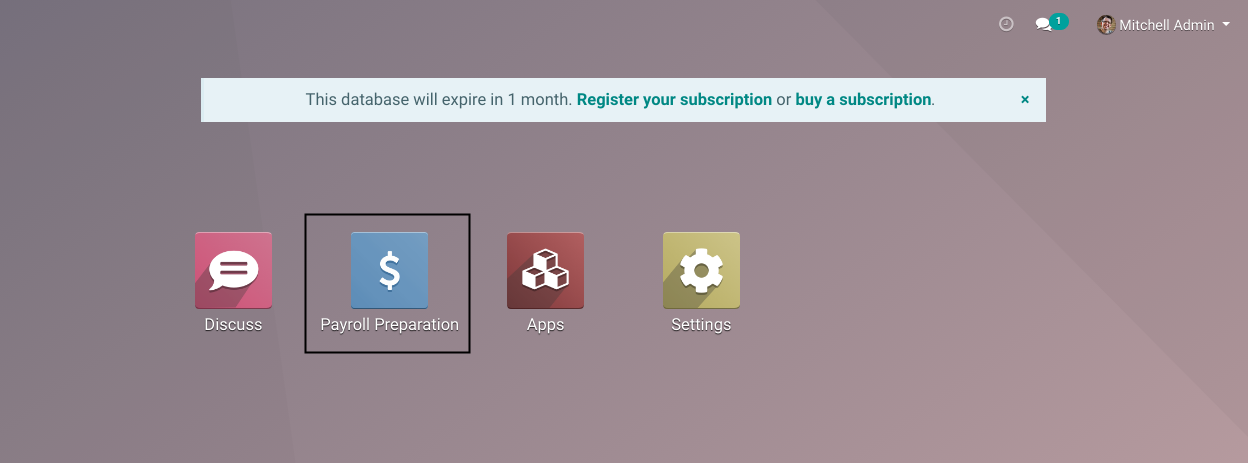 1
Mitchell Admin
This database will expire in 1 month. Register your subscription or buy a subscription.
×
$
Discuss
Payroll Preparation
Apps
Settings